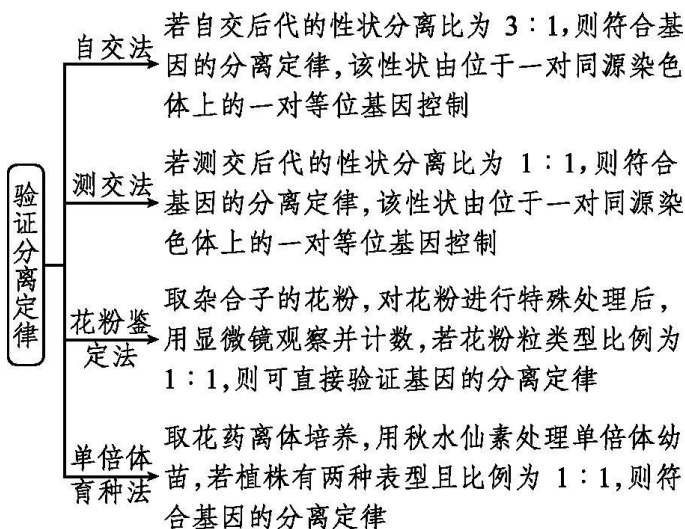 验证分离定律
自交法
若自交后代的性状分离比为 3∶1,则符合基
因的分离定律,该性状由位于一对同源染色
体上的一对等位基因控制
测交法
若测交后代的性状分离比为 1∶1,则符合
基因的分离定律,该性状由位于一对同源染
色体上的一对等位基因控制
花粉鉴
定法
取杂合子的花粉,对花粉进行特殊处理后,
用显微镜观察并计数,若花粉粒类型比例为
1∶1,则可直接验证基因的分离定律
单倍体
育种法
取花药离体培养,用秋水仙素处理单倍体幼
苗,若植株有两种表型且比例为 1∶1,则符
合基因的分离定律